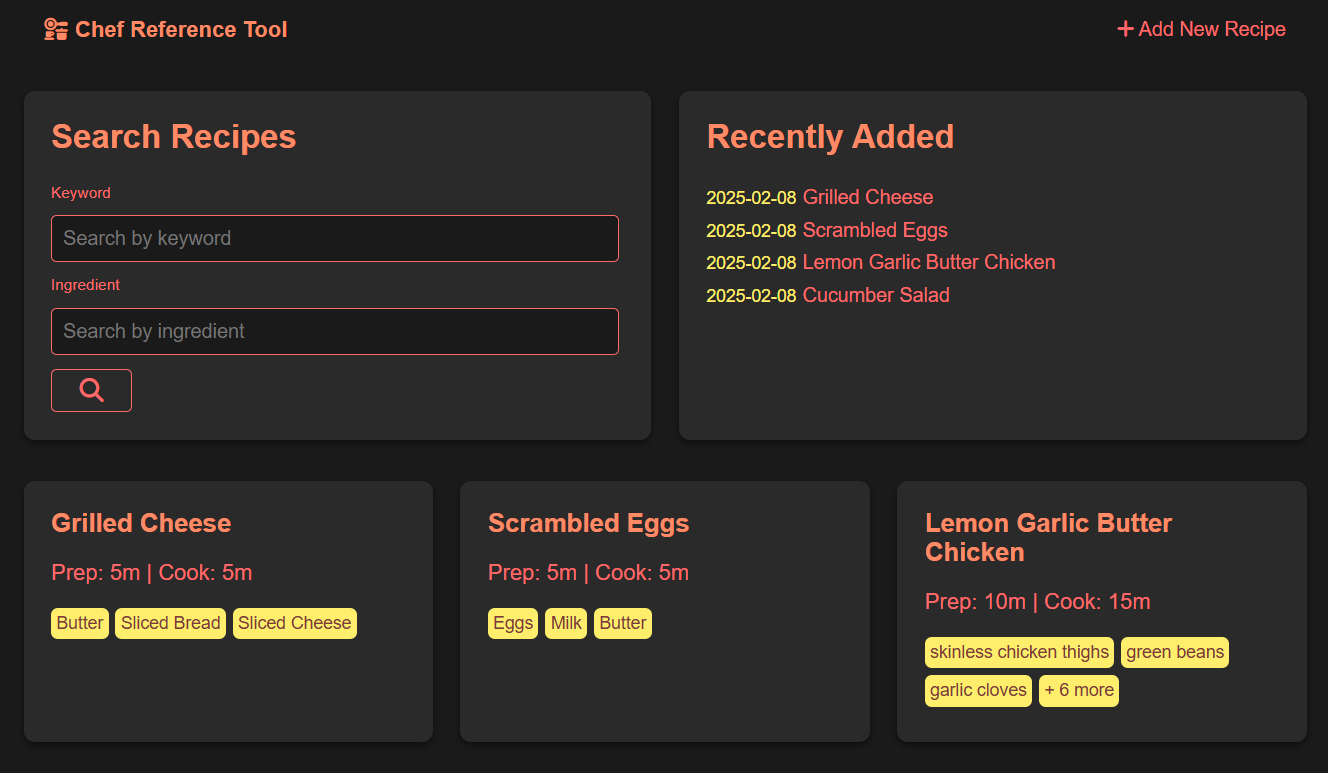 Chef Reference Tool
+ Add New Recipe
Search Recipes
Keyword
Search by keyword
Ingredient
Search by ingredient
Recently Added
2025-02-08 Grilled Cheese
2025-02-08 Scrambled Eggs
2025-02-08 Lemon Garlic Butter Chicken
2025-02-08 Cucumber Salad
Grilled Cheese
Prep: 5m | Cook: 5m
Butter Sliced Bread Sliced Cheese
Scrambled Eggs
Prep: 5m | Cook: 5m
Eggs Milk Butter
Lemon Garlic Butter
Chicken
Prep: 10m | Cook: 15m
skinless chicken thighs green beans
garlic cloves + 6 more